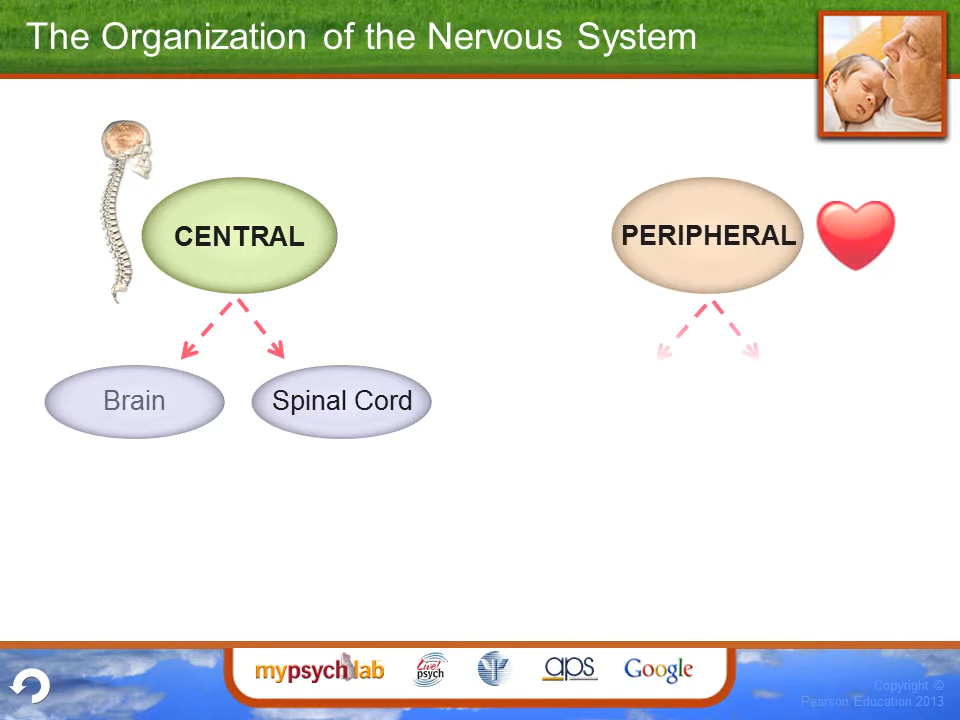 The Organization of the Nervous System
CENTRAL
PERIPHERAL
Brain
Spinal Cord
mypsychlab
Live!
psych
aps
Google
Copyright ©
Pearson Education 2013